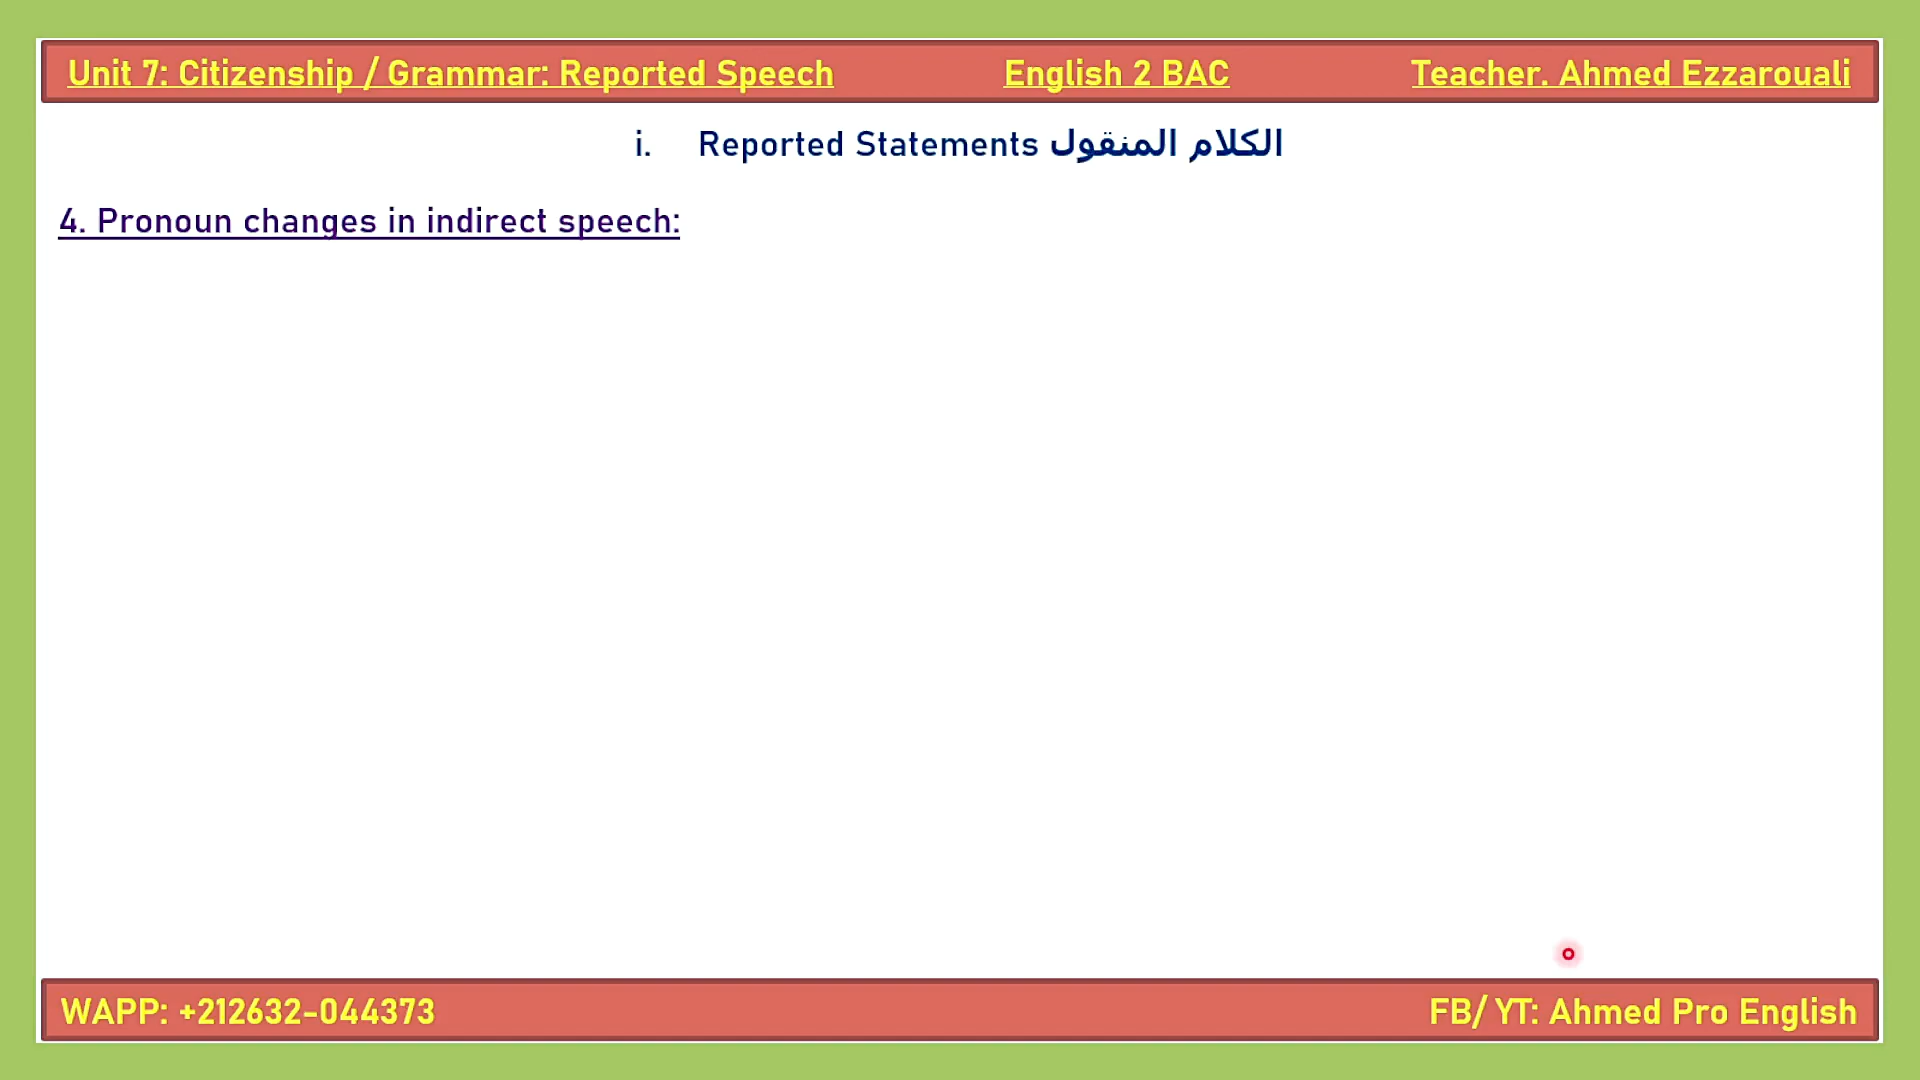 Unit 7: Citizenship / Grammar: Reported Speech English 2 BAC Teacher. Ahmed Ezzarouali
i. Reported Statements الكلام المنقول
4. Pronoun changes in indirect speech:
WAPP: +212632-044373 FB/ YT: Ahmed Pro English